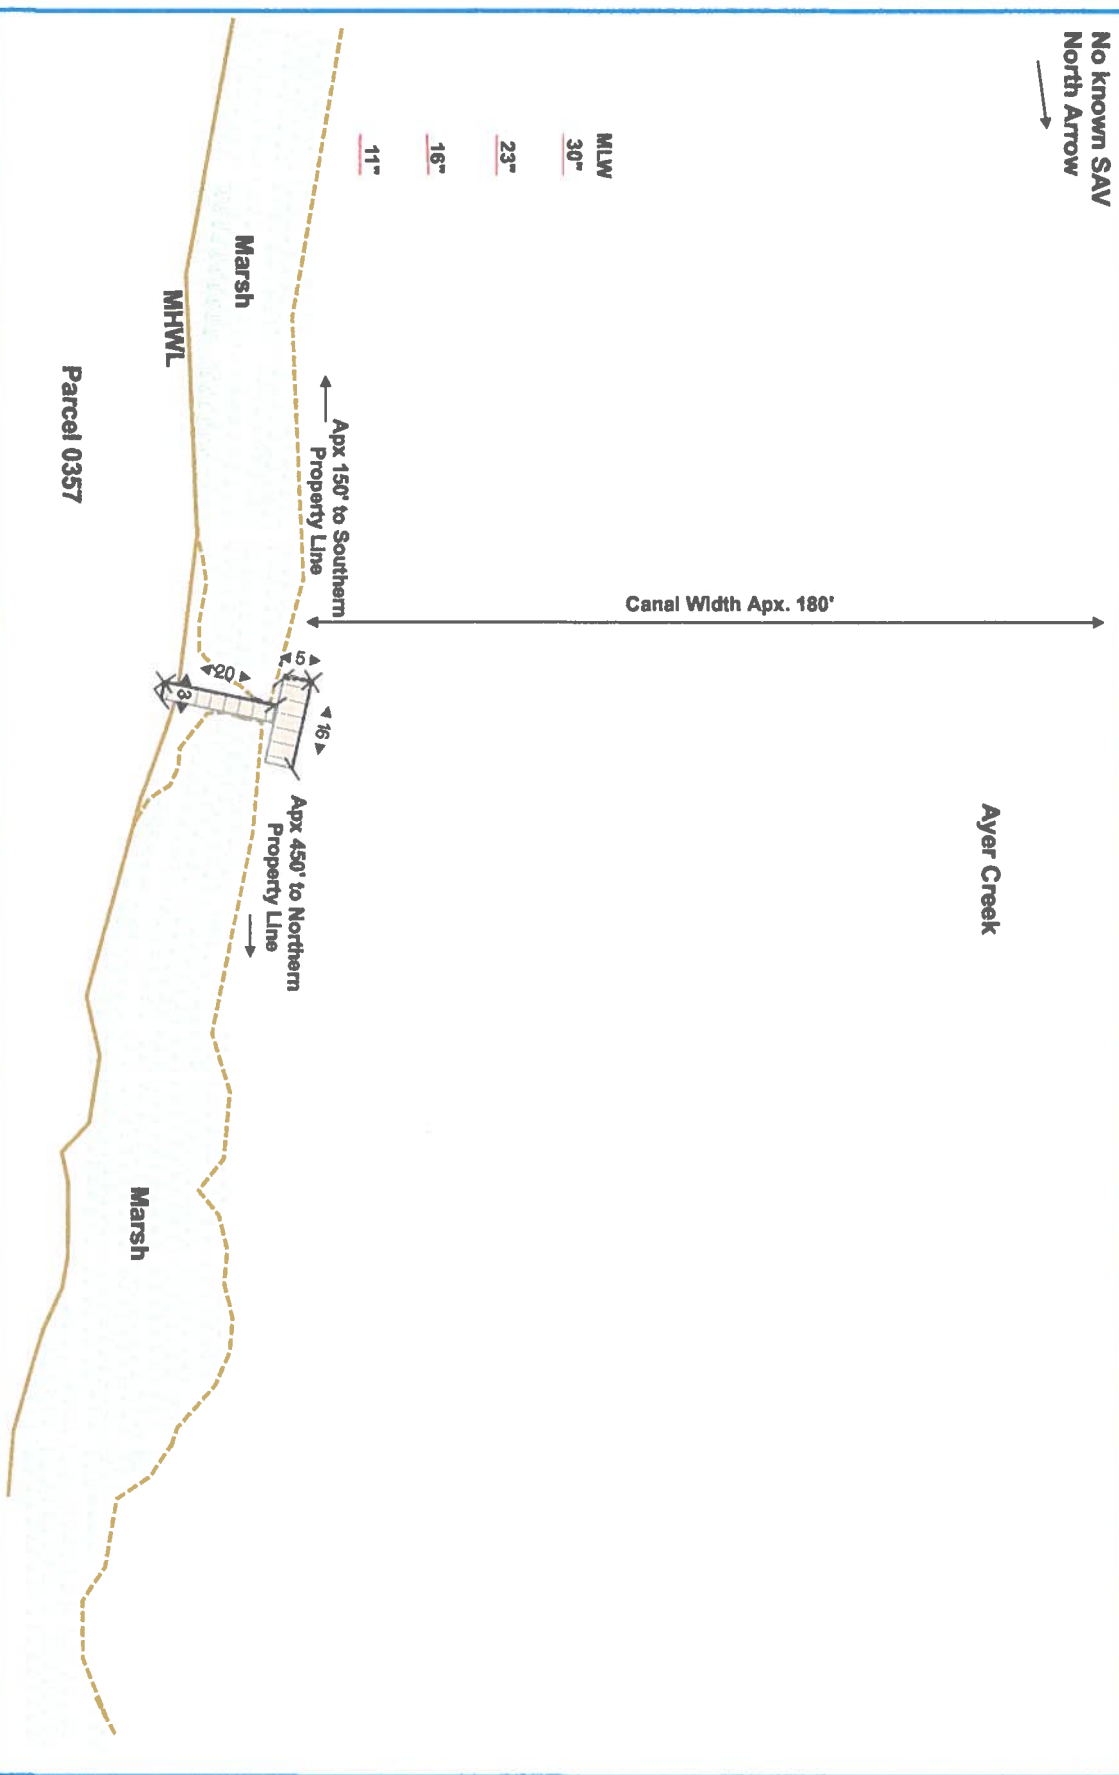 No known SAV
North Arrow
MLW
30"
23"
16"
11"
Marsh
MHWL
Parcel 0357
Apx 150' to Southern
Property Line
Canal Width Apx. 180'
5
20
3
16
Apx 450' to Northern
Property Line
Ayer Creek
Marsh